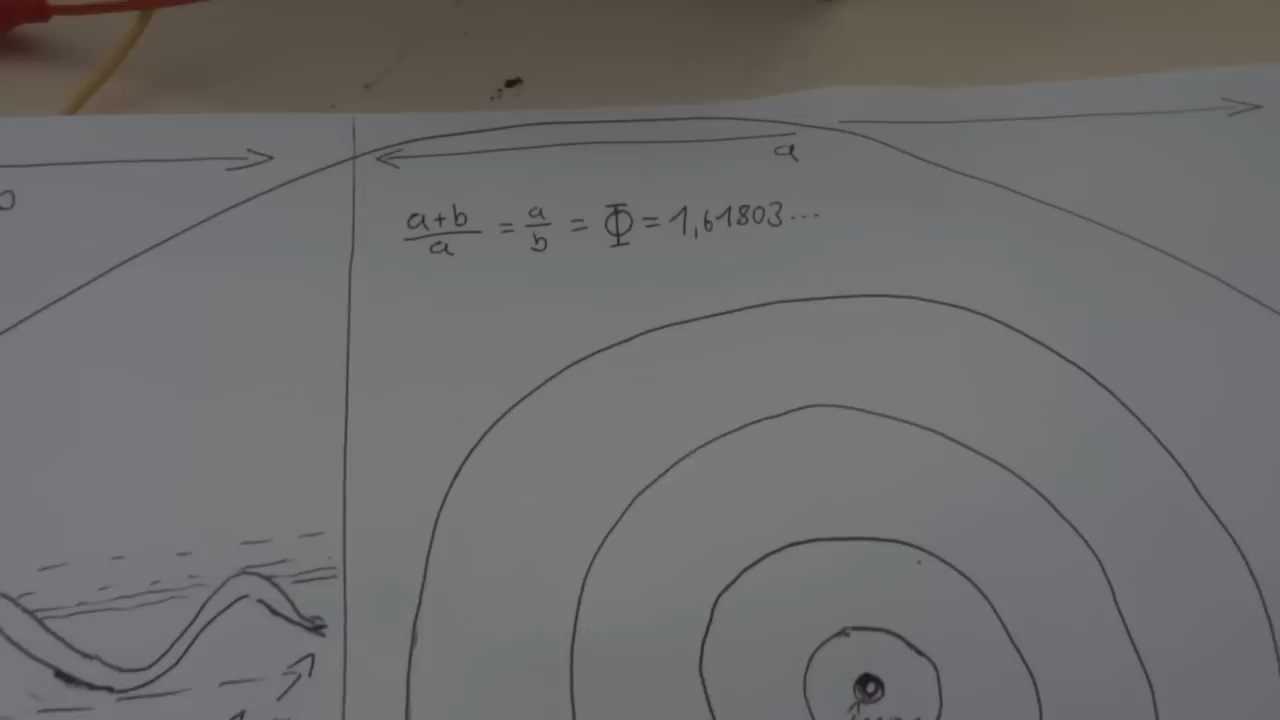 a
(a+b)/a = a/b = Φ = 1,61803...